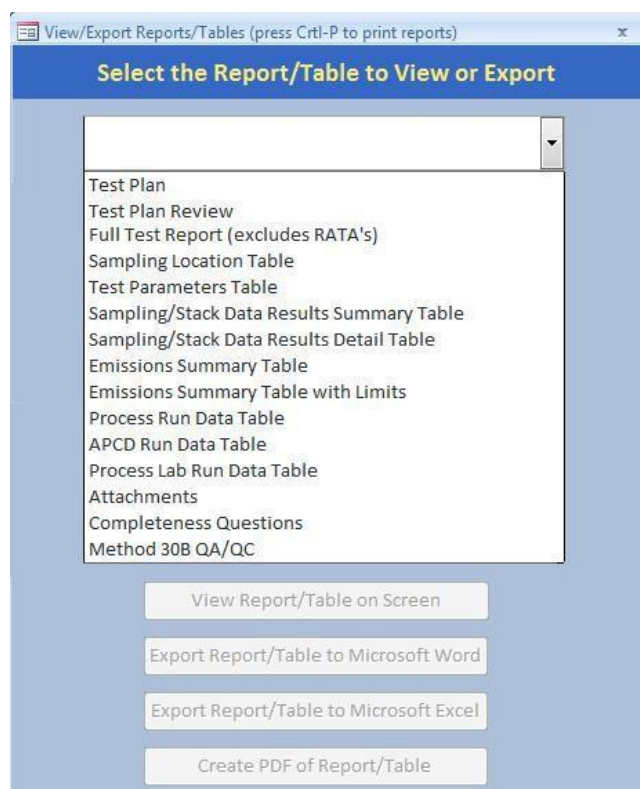 View/Export Reports/Tables (press Crtl-P to print reports)
x
Select the Report/Table to View or Export
Test Plan
Test Plan Review
Full Test Report (excludes RATA's)
Sampling Location Table
Test Parameters Table
Sampling/Stack Data Results Summary Table
Sampling/Stack Data Results Detail Table
Emissions Summary Table
Emissions Summary Table with Limits
Process Run Data Table
APCD Run Data Table
Process Lab Run Data Table
Attachments
Completeness Questions
Method 30B QA/QC
View Report/Table on Screen
Export Report/Table to Microsoft Word
Export Report/Table to Microsoft Excel
Create PDF of Report/Table